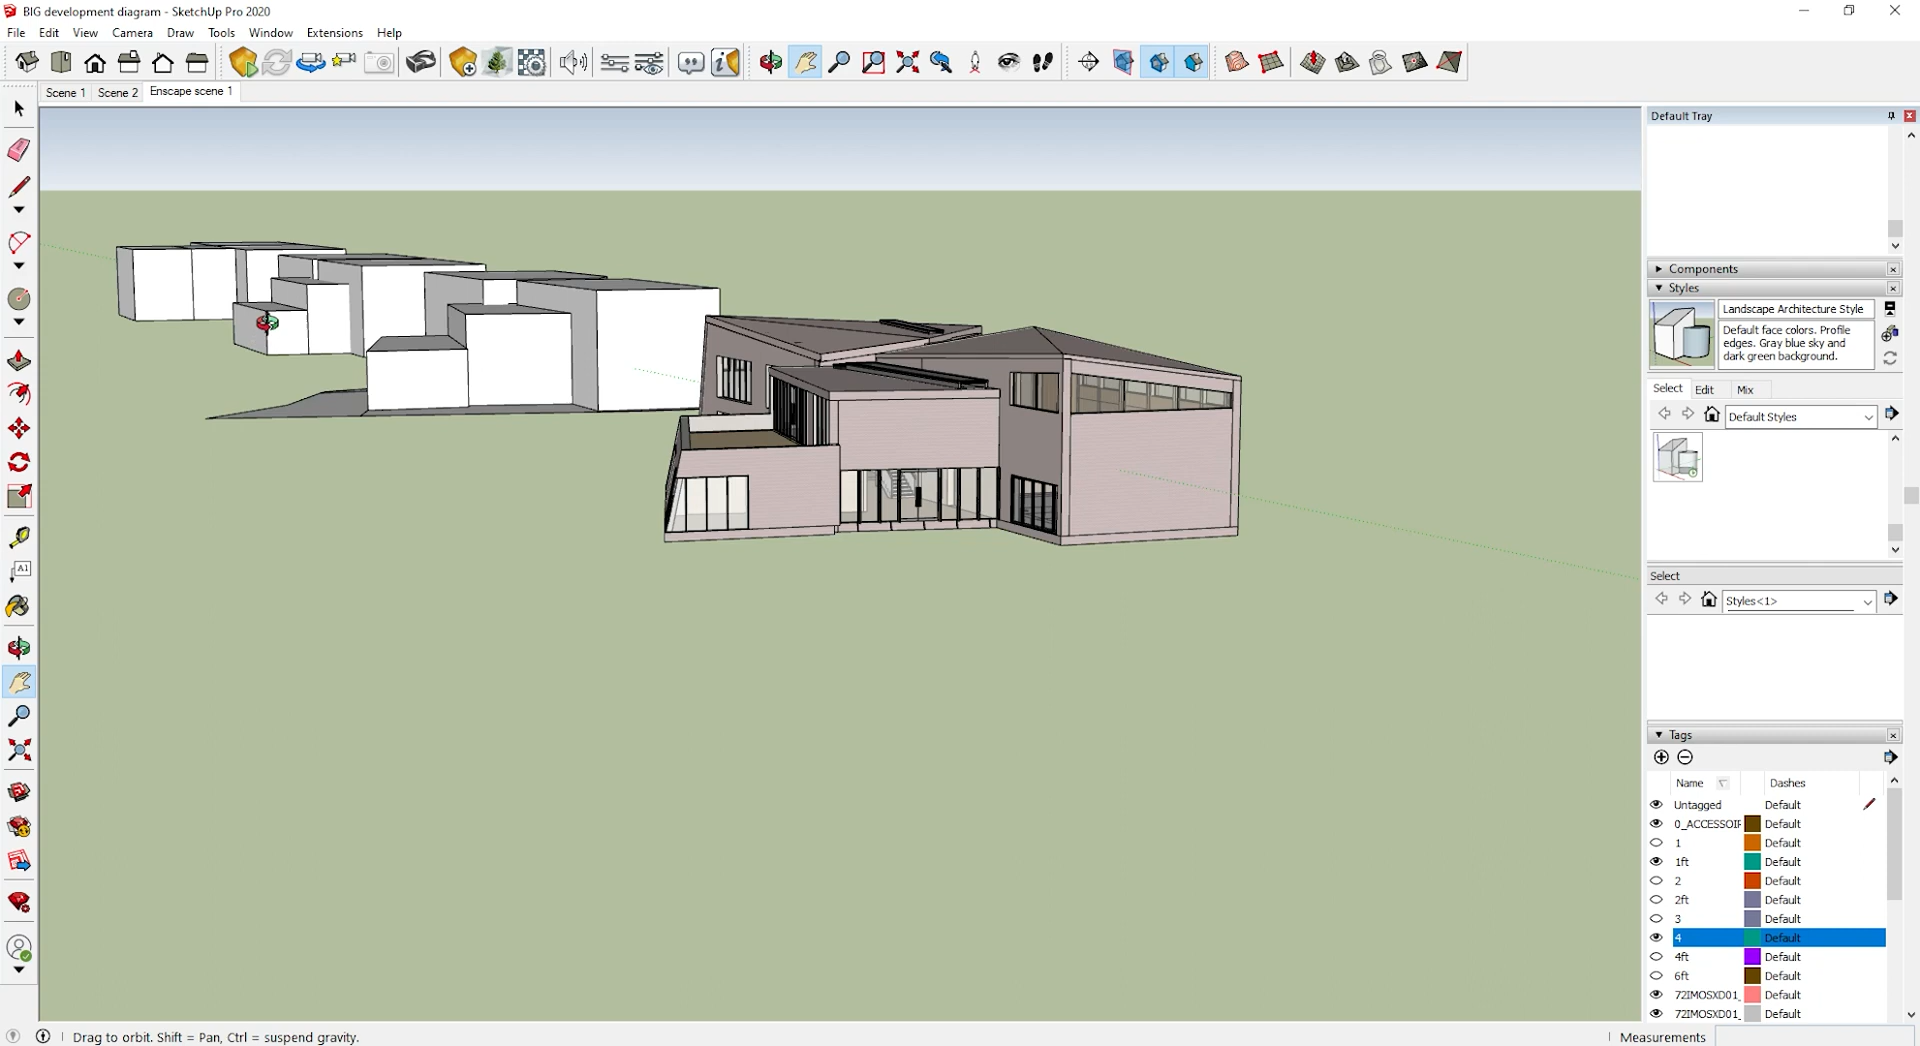 BIG development diagram - SketchUp Pro 2020
File Edit View Camera Draw Tools Window Extensions Help
Scene 1 Scene 2 Enscape scene 1
Default Tray
Components
Styles
Landscape Architecture Style
Default face colors. Profile
edges. Gray blue sky and
dark green background.
Select Edit Mix
Default Styles
Select
Styles<1>
Tags
Name Dashes
Untagged Default
0_ACCESSOIF Default
1 Default
1ft Default
2 Default
2ft Default
3 Default
4 Default
4ft Default
6ft Default
72IMOSXD01_ Default
72IMOSXD01_ Default
A1
Drag to orbit. Shift = Pan, Ctrl = suspend gravity.
Measurements